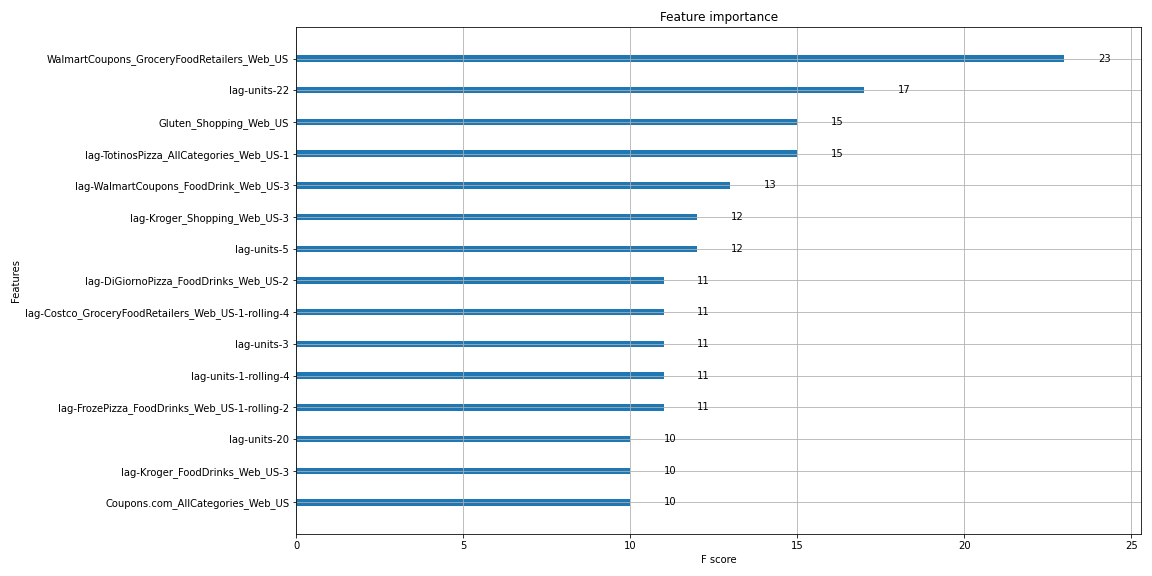 Feature importance
WalmartCoupons_GroceryFoodRetailers_Web_US
23
lag-units-22
17
Gluten_Shopping_Web_US
15
lag-TotinosPizza_AllCategories_Web_US-1
15
lag-WalmartCoupons_FoodDrink_Web_US-3
13
lag-Kroger_Shopping_Web_US-3
12
lag-units-5
12
lag-DiGiornoPizza_FoodDrinks_Web_US-2
11
lag-Costco_GroceryFoodRetailers_Web_US-1-rolling-4
11
lag-units-3
11
lag-units-1-rolling-4
11
lag-FrozePizza_FoodDrinks_Web_US-1-rolling-2
11
lag-units-20
10
lag-Kroger_FoodDrinks_Web_US-3
10
Coupons.com_AllCategories_Web_US
10
Features
0 5 10 15 20 25
F score